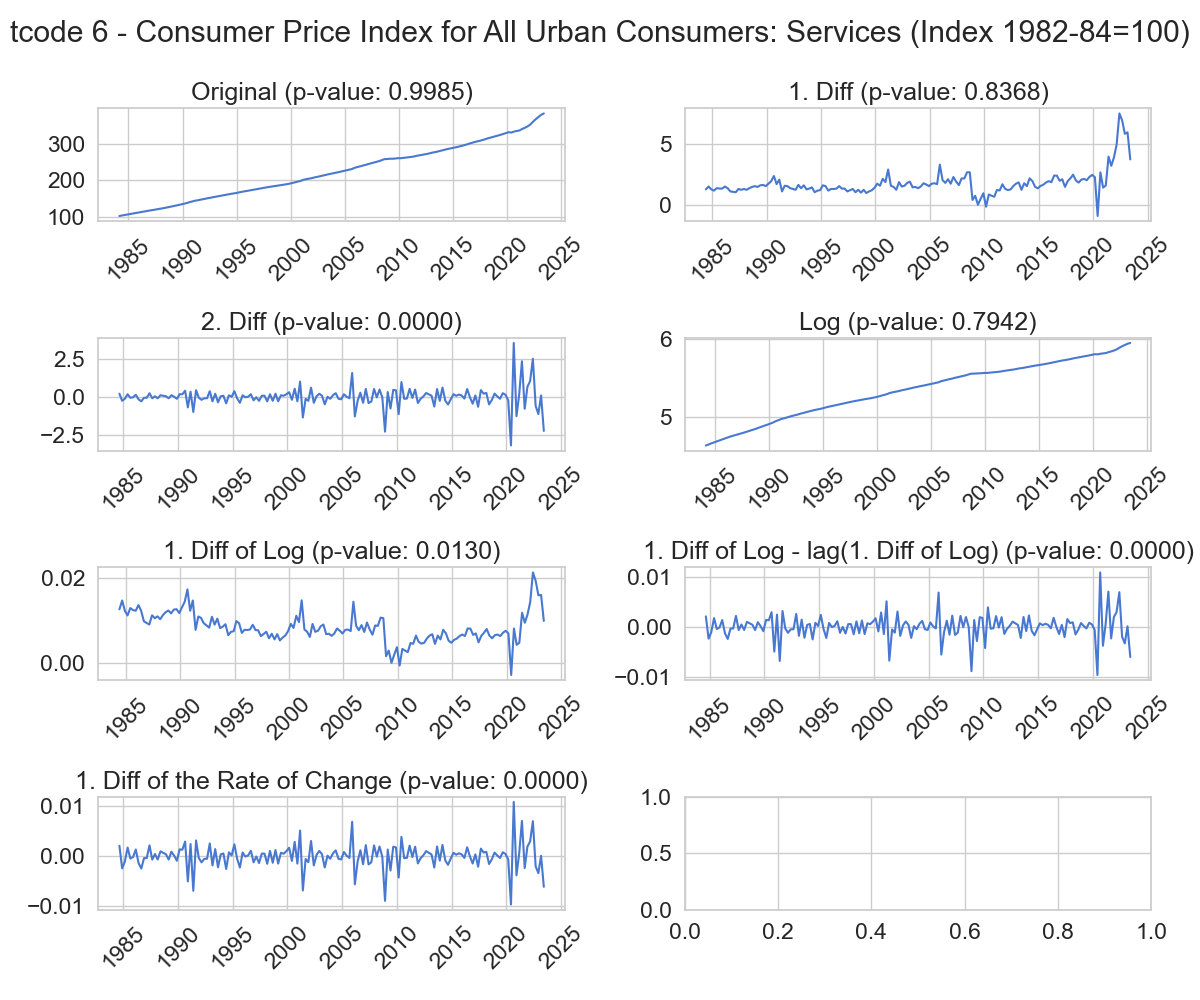 tcode 6 - Consumer Price Index for All Urban Consumers: Services (Index 1982-84=100)
Original (p-value: 0.9985)
300
200
100
1985 1990 1995 2000 2005 2010 2015 2020 2025
1. Diff (p-value: 0.8368)
5
0
1985 1990 1995 2000 2005 2010 2015 2020 2025
2. Diff (p-value: 0.0000)
2.5
0.0
−2.5
1985 1990 1995 2000 2005 2010 2015 2020 2025
Log (p-value: 0.7942)
6
5
1985 1990 1995 2000 2005 2010 2015 2020 2025
1. Diff of Log (p-value: 0.0130)
0.02
0.00
1985 1990 1995 2000 2005 2010 2015 2020 2025
1. Diff of Log - lag(1. Diff of Log) (p-value: 0.0000)
0.01
0.00
−0.01
1985 1990 1995 2000 2005 2010 2015 2020 2025
1. Diff of the Rate of Change (p-value: 0.0000)
0.01
0.00
−0.01
1985 1990 1995 2000 2005 2010 2015 2020 2025
1.0
0.5
0.0
0.0 0.2 0.4 0.6 0.8 1.0